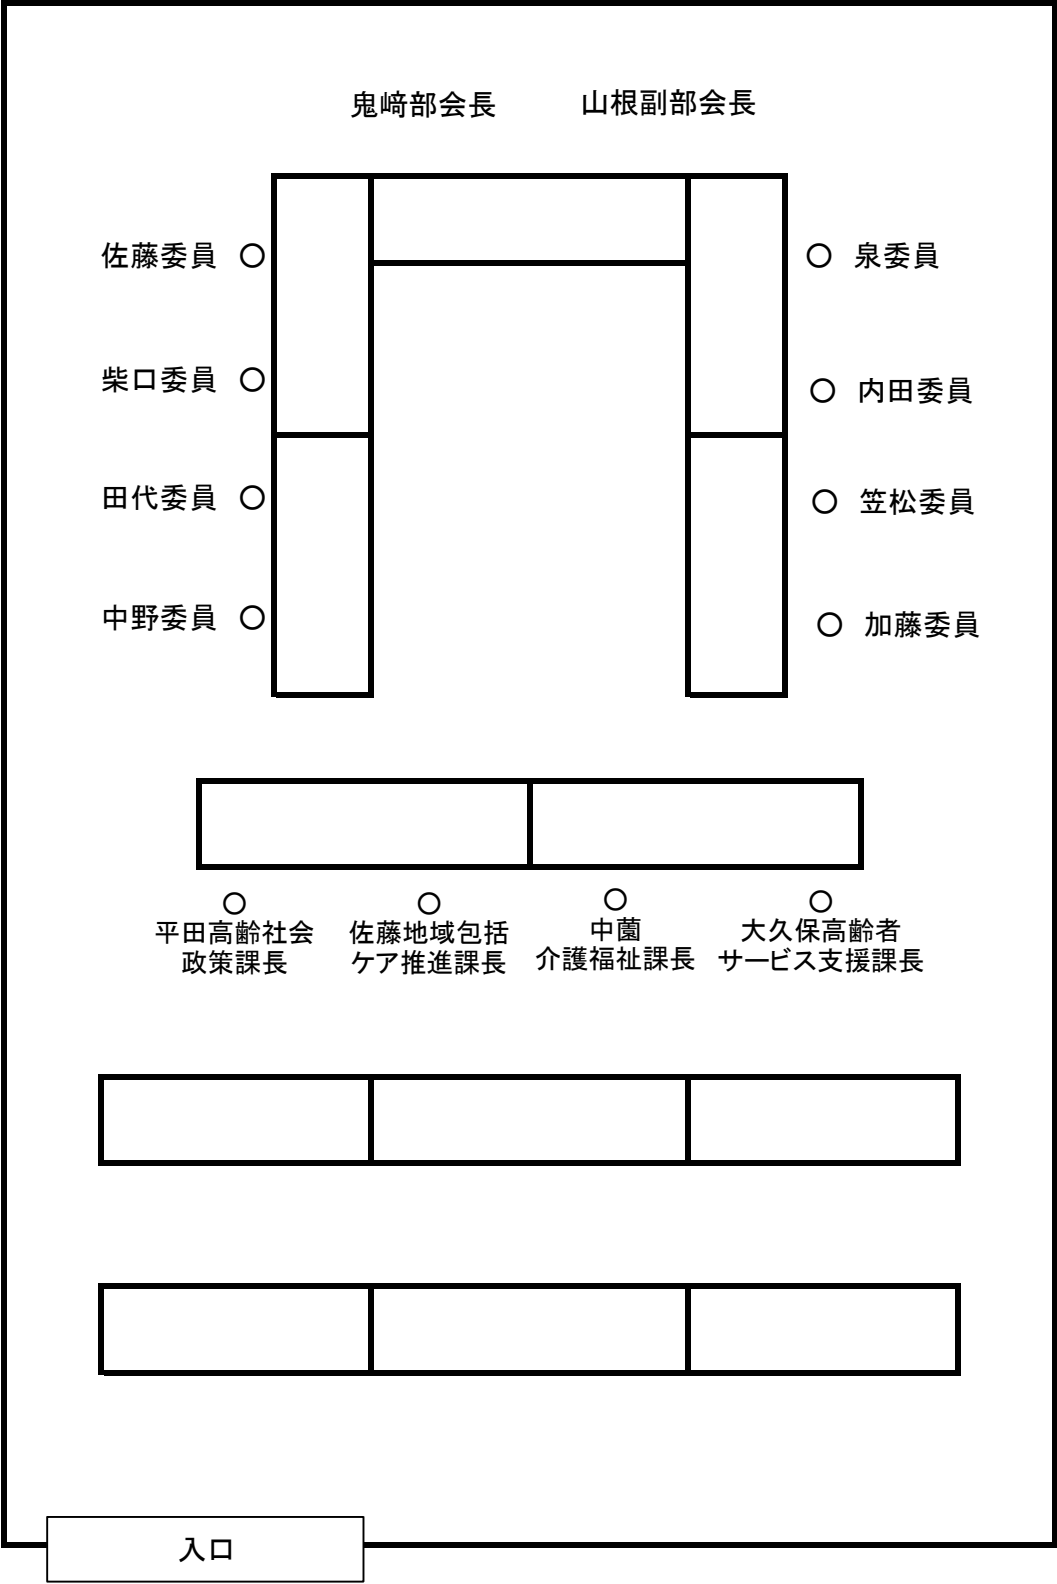 鬼﨑部会長 山根副部会長
佐藤委員 ○ ○ 泉委員
柴口委員 ○ ○ 内田委員
田代委員 ○ ○ 笠松委員
中野委員 ○ ○ 加藤委員
○ ○ ○ ○
平田高齢社会
政策課長
佐藤地域包括
ケア推進課長
中薗
介護福祉課長
大久保高齢者
サービス支援課長
入口